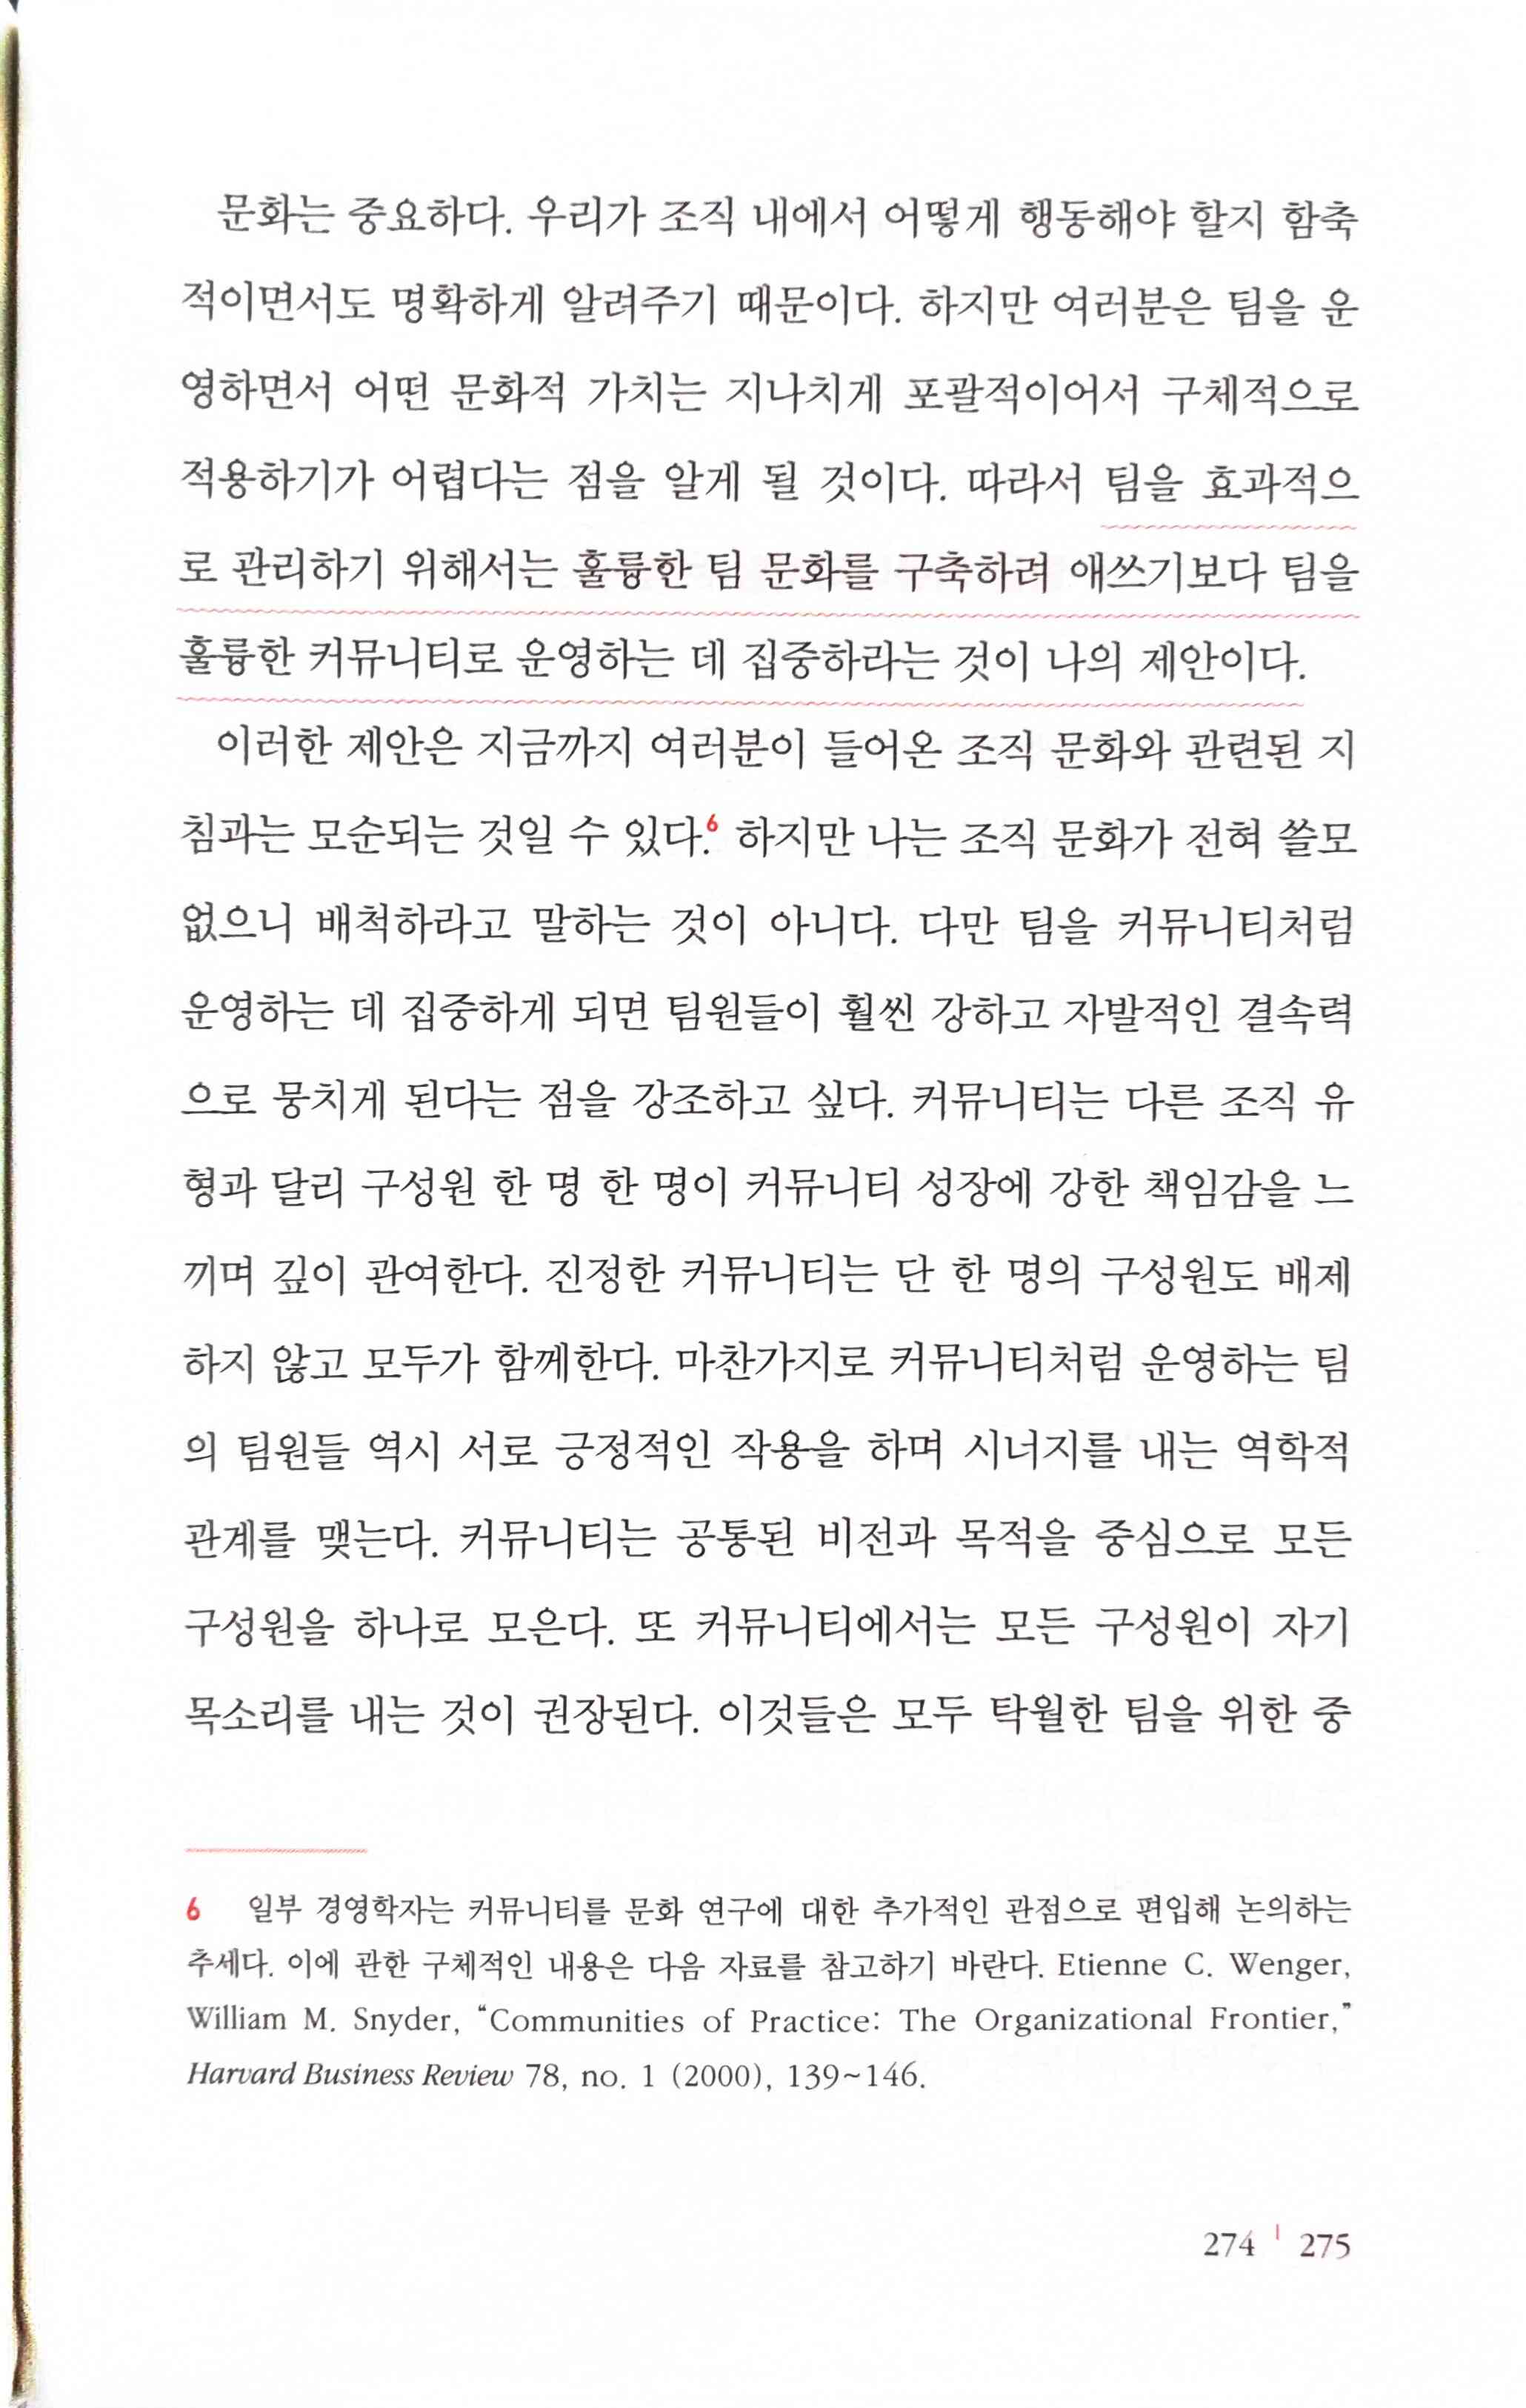 문화는 중요하다. 우리가 조직 내에서 어떻게 행동해야 할지 함축
적이면서도 명확하게 알려주기 때문이다. 하지만 여러분은 팀을 운
영하면서 어떤 문화적 가치는 지나치게 포괄적이어서 구체적으로
적용하기가 어렵다는 점을 알게 될 것이다. 따라서 팀을 효과적으
로 관리하기 위해서는 훌륭한 팀 문화를 구축하려 애쓰기보다 팀을
훌륭한 커뮤니티로 운영하는 데 집중하라는 것이 나의 제안이다.
이러한 제안은 지금까지 여러분이 들어온 조직 문화와 관련된 지
침과는 모순되는 것일 수 있다.6 하지만 나는 조직 문화가 전혀 쓸모
없으니 배척하라고 말하는 것이 아니다. 다만 팀을 커뮤니티처럼
운영하는 데 집중하게 되면 팀원들이 훨씬 강하고 자발적인 결속력
으로 뭉치게 된다는 점을 강조하고 싶다. 커뮤니티는 다른 조직 유
형과 달리 구성원 한 명 한 명이 커뮤니티 성장에 강한 책임감을 느
끼며 깊이 관여한다. 진정한 커뮤니티는 단 한 명의 구성원도 배제
하지 않고 모두가 함께한다. 마찬가지로 커뮤니티처럼 운영하는 팀
의 팀원들 역시 서로 긍정적인 작용을 하며 시너지를 내는 역학적
관계를 맺는다. 커뮤니티는 공통된 비전과 목적을 중심으로 모든
구성원을 하나로 모은다. 또 커뮤니티에서는 모든 구성원이 자기
목소리를 내는 것이 권장된다. 이것들은 모두 탁월한 팀을 위한 중
6 일부 경영학자는 커뮤니티를 문화 연구에 대한 추가적인 관점으로 편입해 논의하는
추세다. 이에 관한 구체적인 내용은 다음 자료를 참고하기 바란다. Etienne C. Wenger,
William M. Snyder, “Communities of Practice: The Organizational Frontier,”
Harvard Business Review 78, no. 1 (2000), 139~146.
274 | 275